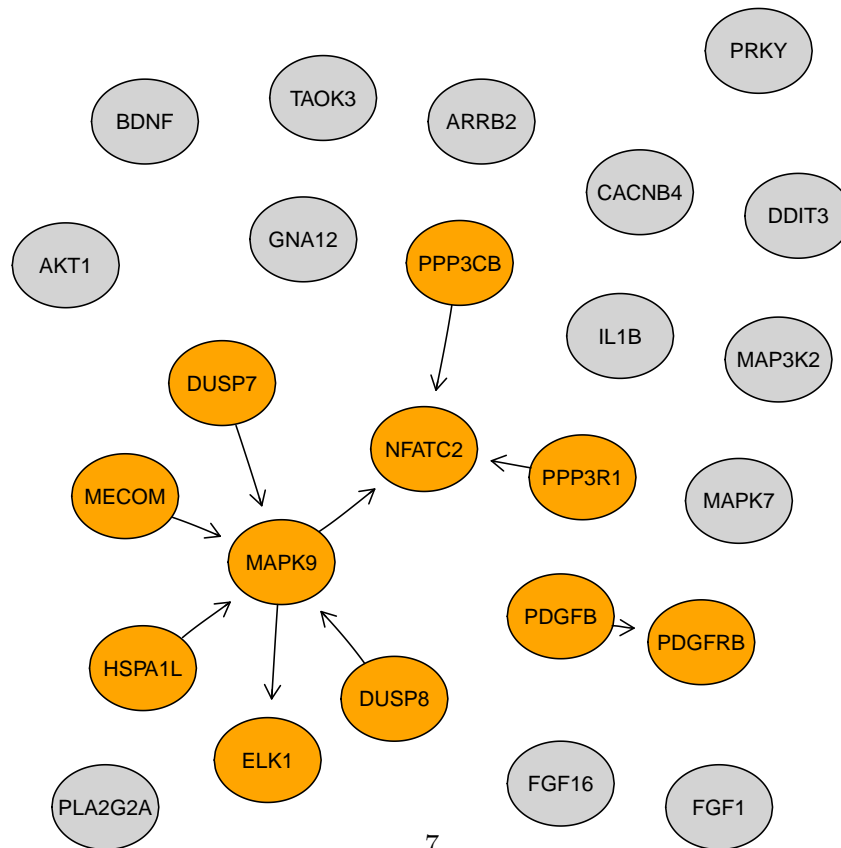 PRKY
TAOK3
BDNF
ARRB2
CACNB4
DDIT3
GNA12
AKT1
PPP3CB
IL1B
MAP3K2
DUSP7
NFATC2
PPP3R1
MECOM
MAPK7
MAPK9
PDGFB
PDGFRB
HSPA1L
DUSP8
ELK1
FGF16
PLA2G2A
FGF1
7